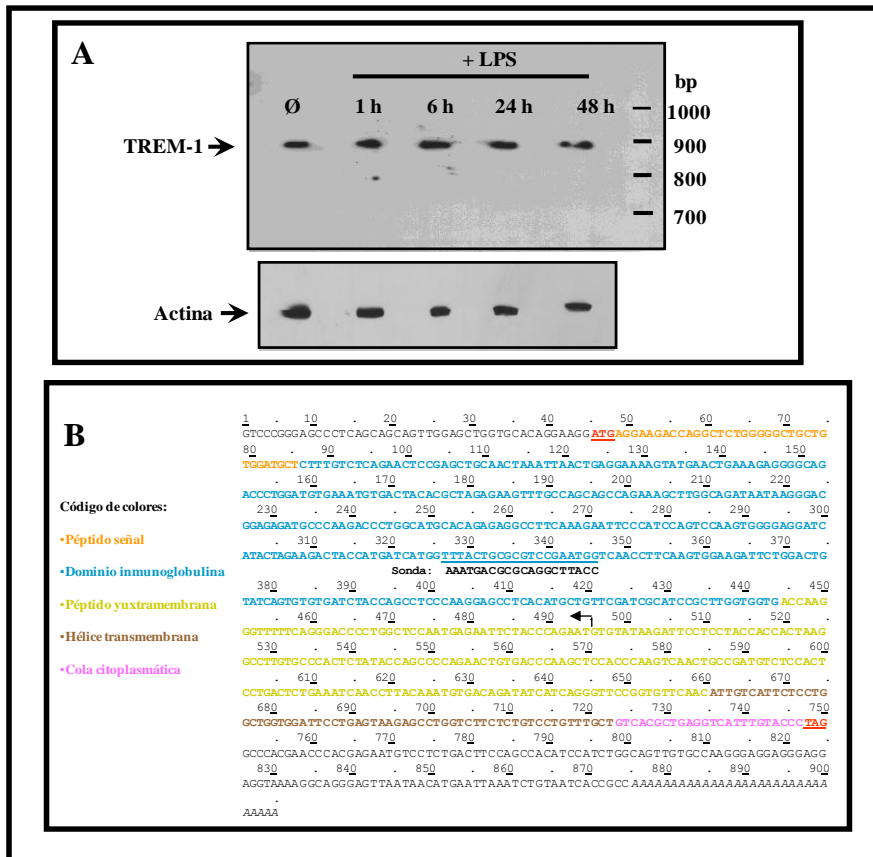 A
+ LPS
bp
Ø 1 h 6 h 24 h 48 h
1000
TREM-1
900
800
700
Actina
B
1 10 . 20 . 30 . 40 . 50 . 60 . 70 .
GTCCCGGGAGCCCTCAGCAGCAGTTGGAGCTGGTGCACAGGAAGGATGAGGAAGACCAGGCTCTGGGGGCTGCTG
80 . 90 . 100 . 110 . 120 . 130 . 140 . 150
TGGATGCTCTTTGTCTCAGAACTCCGAGCTGCAACTAAATTAACTGAGGAAAAGTATGAACTGAAAGAGGGGCAG
. 160 . 170 . 180 . 190 . 200 . 210 . 220 .
ACCCTGGATGTGAAATGTGACTACACGCTAGAGAAGTTTGCCAGCAGCCAGAAAGCTTGGCAGATAATAAGGGAC
230 . 240 . 250 . 260 . 270 . 280 . 290 . 300
GGAGAGATGCCCAAGACCCTGGCATGCACAGAGAGGCCTTCAAAGAATTCCCATCCAGTCCAAGTGGGGAGGATC
. 310 . 320 . 330 . 340 . 350 . 360 . 370 .
ATACTAGAAGACTACCATGATCATGGTTTACTGCGCGTCCGAATGGTCAACCTTCAAGTGGAAGATTCTGGACTG
Sonda: AAATGACGCGCAGGCTTACC
380 . 390 . 400 . 410 . 420 . 430 . 440 . 450
TATCAGTGTGTGATCTACCAGCCTCCCAAGGAGCCTCACATGCTGTTCGATCGCATCCGCTTGGTGGTGACCAAG
. 460 . 470 . 480 . 490 . 500 . 510 . 520 .
GGTTTTTCAGGGACCCCTGGCTCCAATGAGAATTCTACCCAGAATGTGTATAAGATTCCTCCTACCACCACTAAG
530 . 540 . 550 . 560 . 570 . 580 . 590 . 600
GCCTTGTGCCCACTCTATACCAGCCCCAGAACTGTGACCCAAGCTCCACCCAAGTCAACTGCCGATGTCTCCACT
. 610 . 620 . 630 . 640 . 650 . 660 . 670 .
CCTGACTCTGAAATCAACCTTACAAATGTGACAGATATCATCAGGGTTCCGGTGTTCAACATTGTCATTCTCCTG
680 . 690 . 700 . 710 . 720 . 730 . 740 . 750
GCTGGTGGATTCCTGAGTAAGAGCCTGGTCTTCTCTGTCCTGTTTGCTGTCACGCTGAGGTCATTTGTACCCTAG
. 760 . 770 . 780 . 790 . 800 . 810 . 820 .
GCCCACGAACCCACGAGAATGTCCTCTGACTTCCAGCCACATCCATCTGGCAGTTGTGCCAAGGGAGGAGGGAGG
830 . 840 . 850 . 860 . 870 . 880 . 890 . 900
AGGTAAAAGGCAGGGAGTTAATAACATGAATTAAATCTGTAATCACCGCCAAAAAAAAAAAAAAAAAAAAAAAAA
.
AAAAA
Código de colores:
•Péptido señal
•Dominio inmunoglobulina
•Péptido yuxtramembrana
•Hélice transmembrana
•Cola citoplasmática